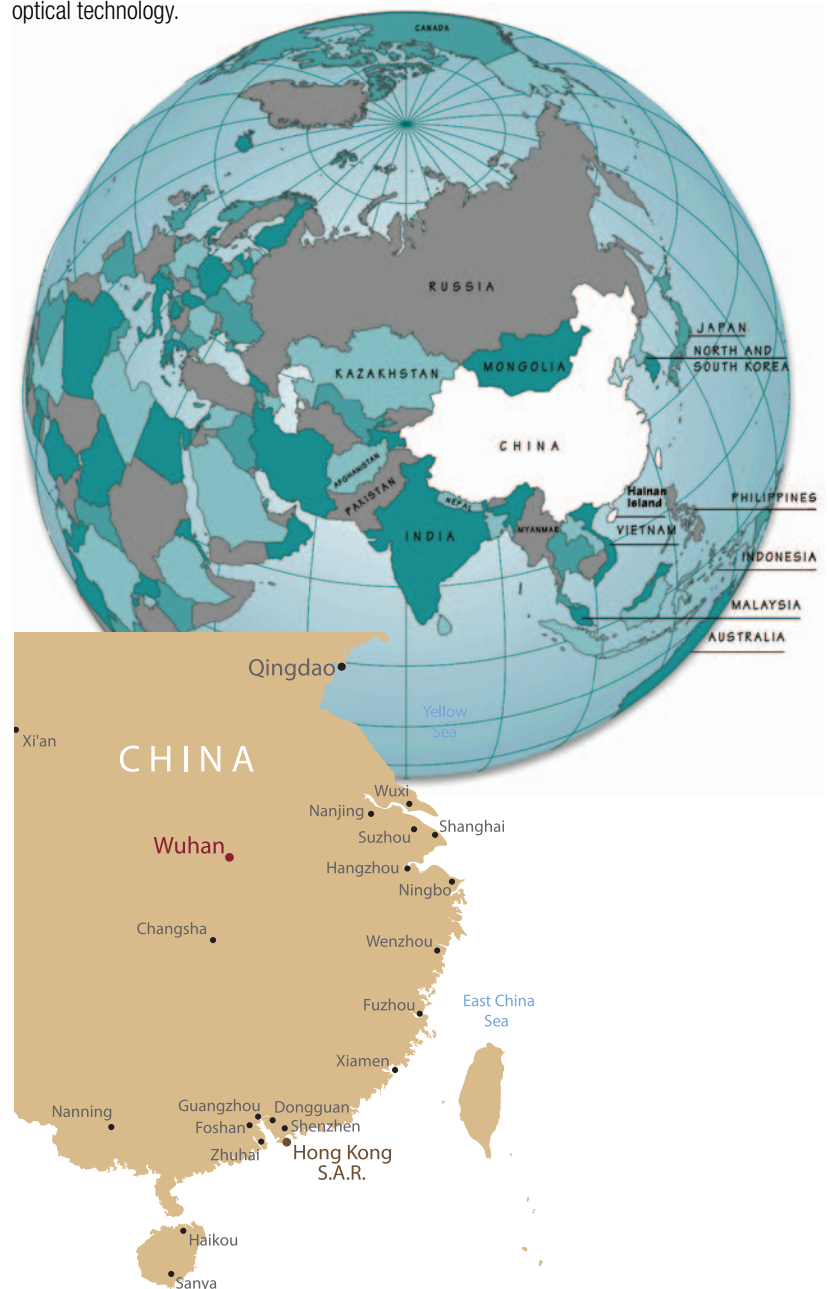 optical technology.
CANADA
RUSSIA
JAPAN
NORTH AND
SOUTH KOREA
KAZAKHSTAN
MONGOLIA
CHINA
AFGHANISTAN
PAKISTAN
NEPAL
INDIA
MYANMAR
Hainan
Island
PHILIPPINES
VIETNAM
INDONESIA
MALAYSIA
AUSTRALIA
Qingdao
Yellow
Sea
Xi'an
CHINA
Wuxi
Nanjing
Suzhou
Shanghai
Wuhan
Hangzhou
Ningbo
Changsha
Wenzhou
Fuzhou
East China
Sea
Xiamen
Nanning
Guangzhou
Dongguan
Foshan
Shenzhen
Zhuhai
Hong Kong
S.A.R.
Haikou
Sanya